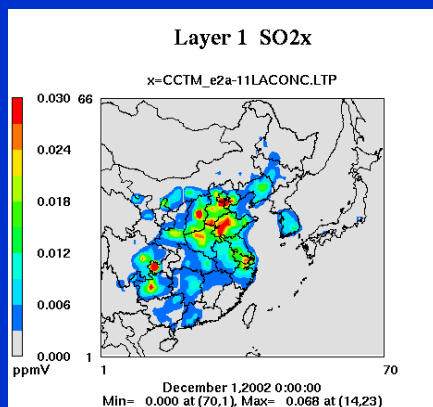 Layer 1 SO2x
x=CCTM_e2a-11LACONC.LTP
0.030
0.024
0.018
0.012
0.006
0.000
ppmV
66
1
1
70
December 1,2002 0:00:00
Min= 0.000 at (70,1), Max= 0.068 at (14,23)